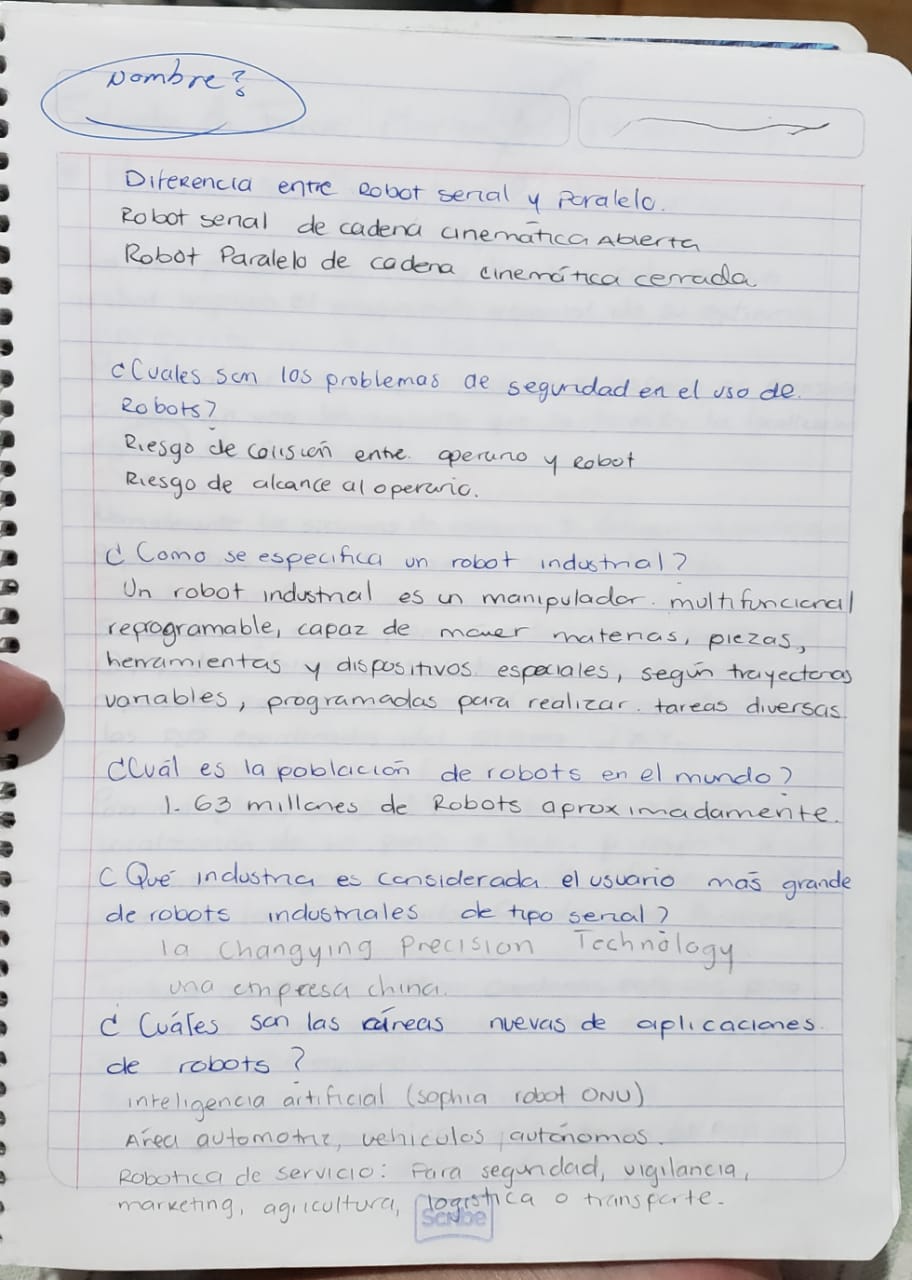 Nombre?
Diferencia entre Robot serial y Paralelo.
Robot serial de cadena cinematica Abierta
Robot Paralelo de cadena cinemática cerrada
¿Cuales son los problemas de seguridad en el uso de
Robots?
Riesgo de colisión entre operario y Robot
Riesgo de alcance al operario.
¿Como se especifica un robot industrial?
Un robot industrial es un manipulador multifuncional
reprogramable, capaz de mover materias, piezas,
herramientas y dispositivos especiales, según trayectoras
variables, programadas para realizar tareas diversas
¿Cuál es la población de robots en el mundo?
1.63 millones de Robots aproximadamente.
¿Qué industria es considerada el usuario más grande
de robots industriales de tipo serial?
la Changying Precision Technology
una empresa china.
¿Cuáles son las áreas nuevas de aplicaciones
de robots?
inteligencia artificial (sophia robot ONU)
Área automotriz, vehiculos autónomos.
Robotica de servicio: Para seguridad, vigilancia,
marketing, agricultura, logistica o transporte.
Scribe